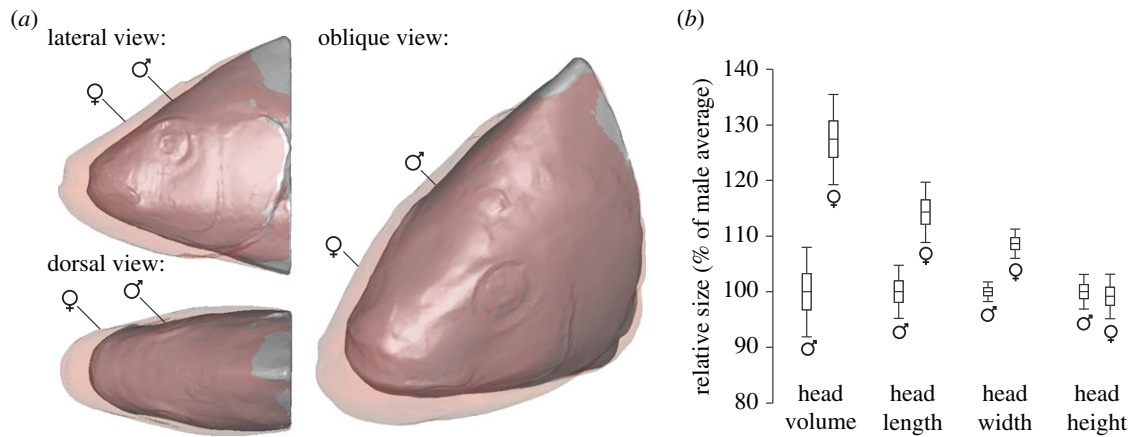 (a)
lateral view:
♀
♂
oblique view:
♂
♀
dorsal view:
♀
♂
(b)
relative size (% of male average)
140
130
120
110
100
90
80
♂
♀
♂
♀
♂
♀
♂
♀
head volume
head length
head width
head height